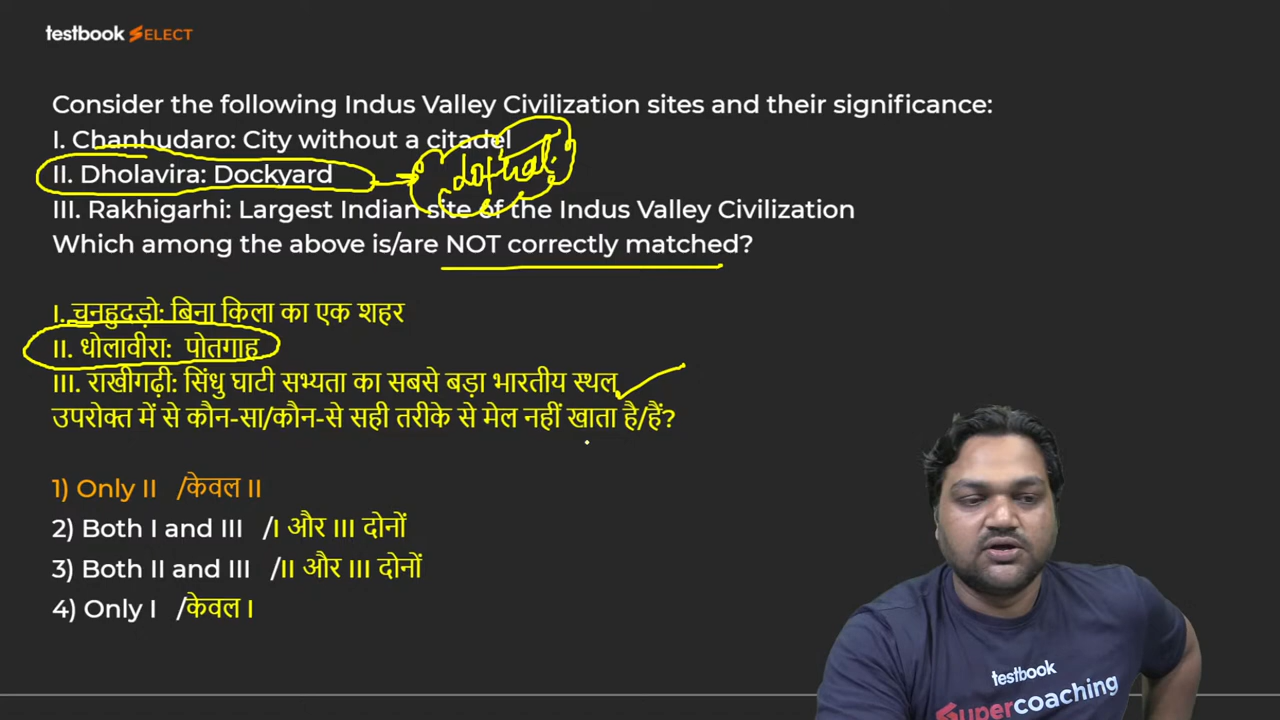 testbook SELECT
Consider the following Indus Valley Civilization sites and their significance:
I. Chanhudaro: City without a citadel
II. Dholavira: Dockyard
Lothal.
III. Rakhigarhi: Largest Indian site of the Indus Valley Civilization
Which among the above is/are NOT correctly matched?
I. चनहुदड़ो: बिना किला का एक शहर
II. धोलावीरा: पोतगाह
III. राखीगढ़ी: सिंधु घाटी सभ्यता का सबसे बड़ा भारतीय स्थल
उपरोक्त में से कौन-सा/कौन-से सही तरीके से मेल नहीं खाता है/हैं?
1) Only II /केवल II
2) Both I and III /I और III दोनों
3) Both II and III /II और III दोनों
4) Only I /केवल I
testbook
Supercoaching